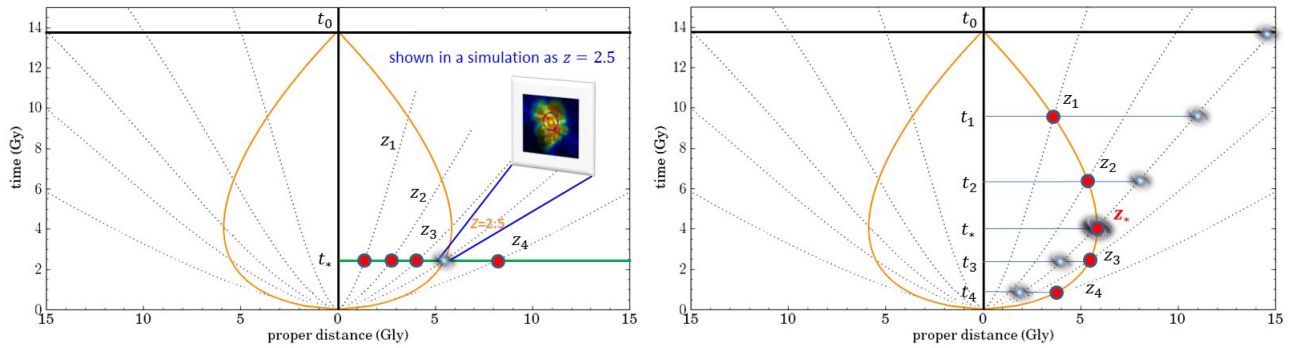 t₀
14
12
10
8
6
4
2
0
time (Gy)
shown in a simulation as z = 2.5
z₁
z₂
z₃
z=2.5
z₄
t*
15
10
5
0
5
10
15
proper distance (Gly)
t₀
14
12
10
8
6
4
2
0
time (Gy)
t₁
z₁
t₂
z₂
t*
z*
t₃
z₃
t₄
z₄
15
10
5
0
5
10
15
proper distance (Gly)